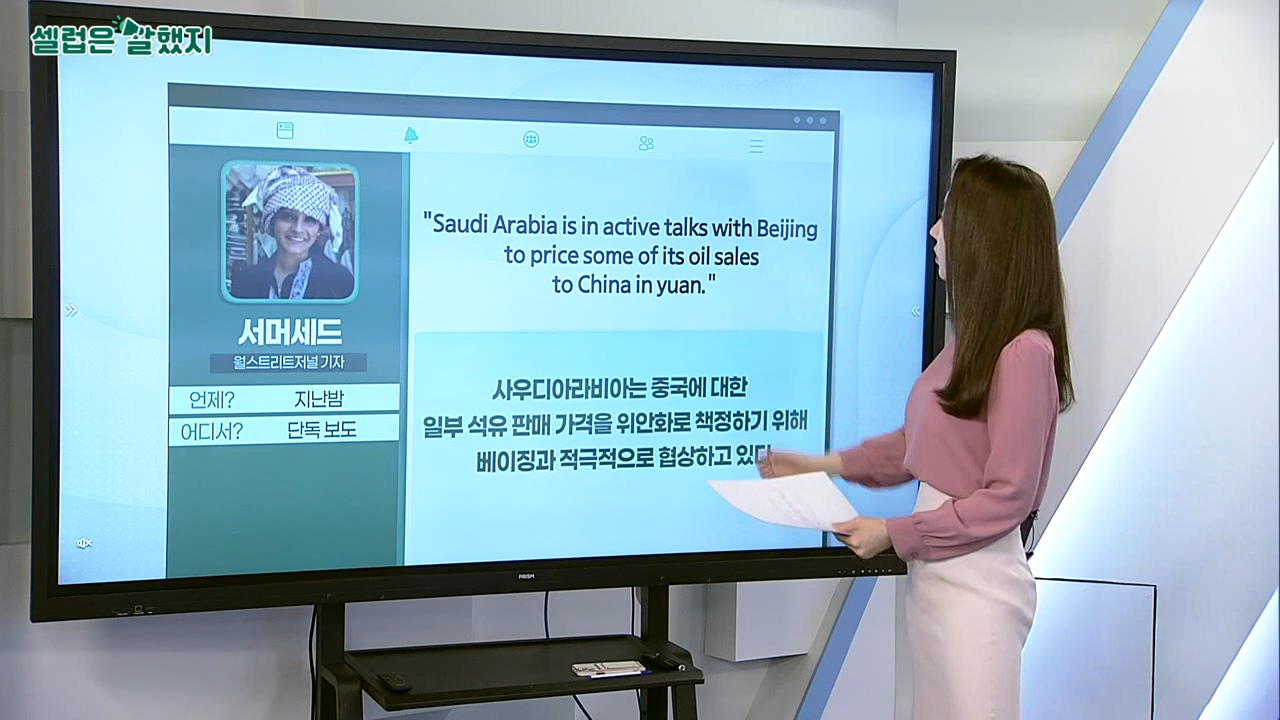 셀럽은 말했지
"Saudi Arabia is in active talks with Beijing
to price some of its oil sales
to China in yuan."
서머세드
월스트리트저널 기자
언제? 지난밤
어디서? 단독 보도
사우디아라비아는 중국에 대한
일부 석유 판매 가격을 위안화로 책정하기 위해
베이징과 적극적으로 협상하고 있다
PRISM